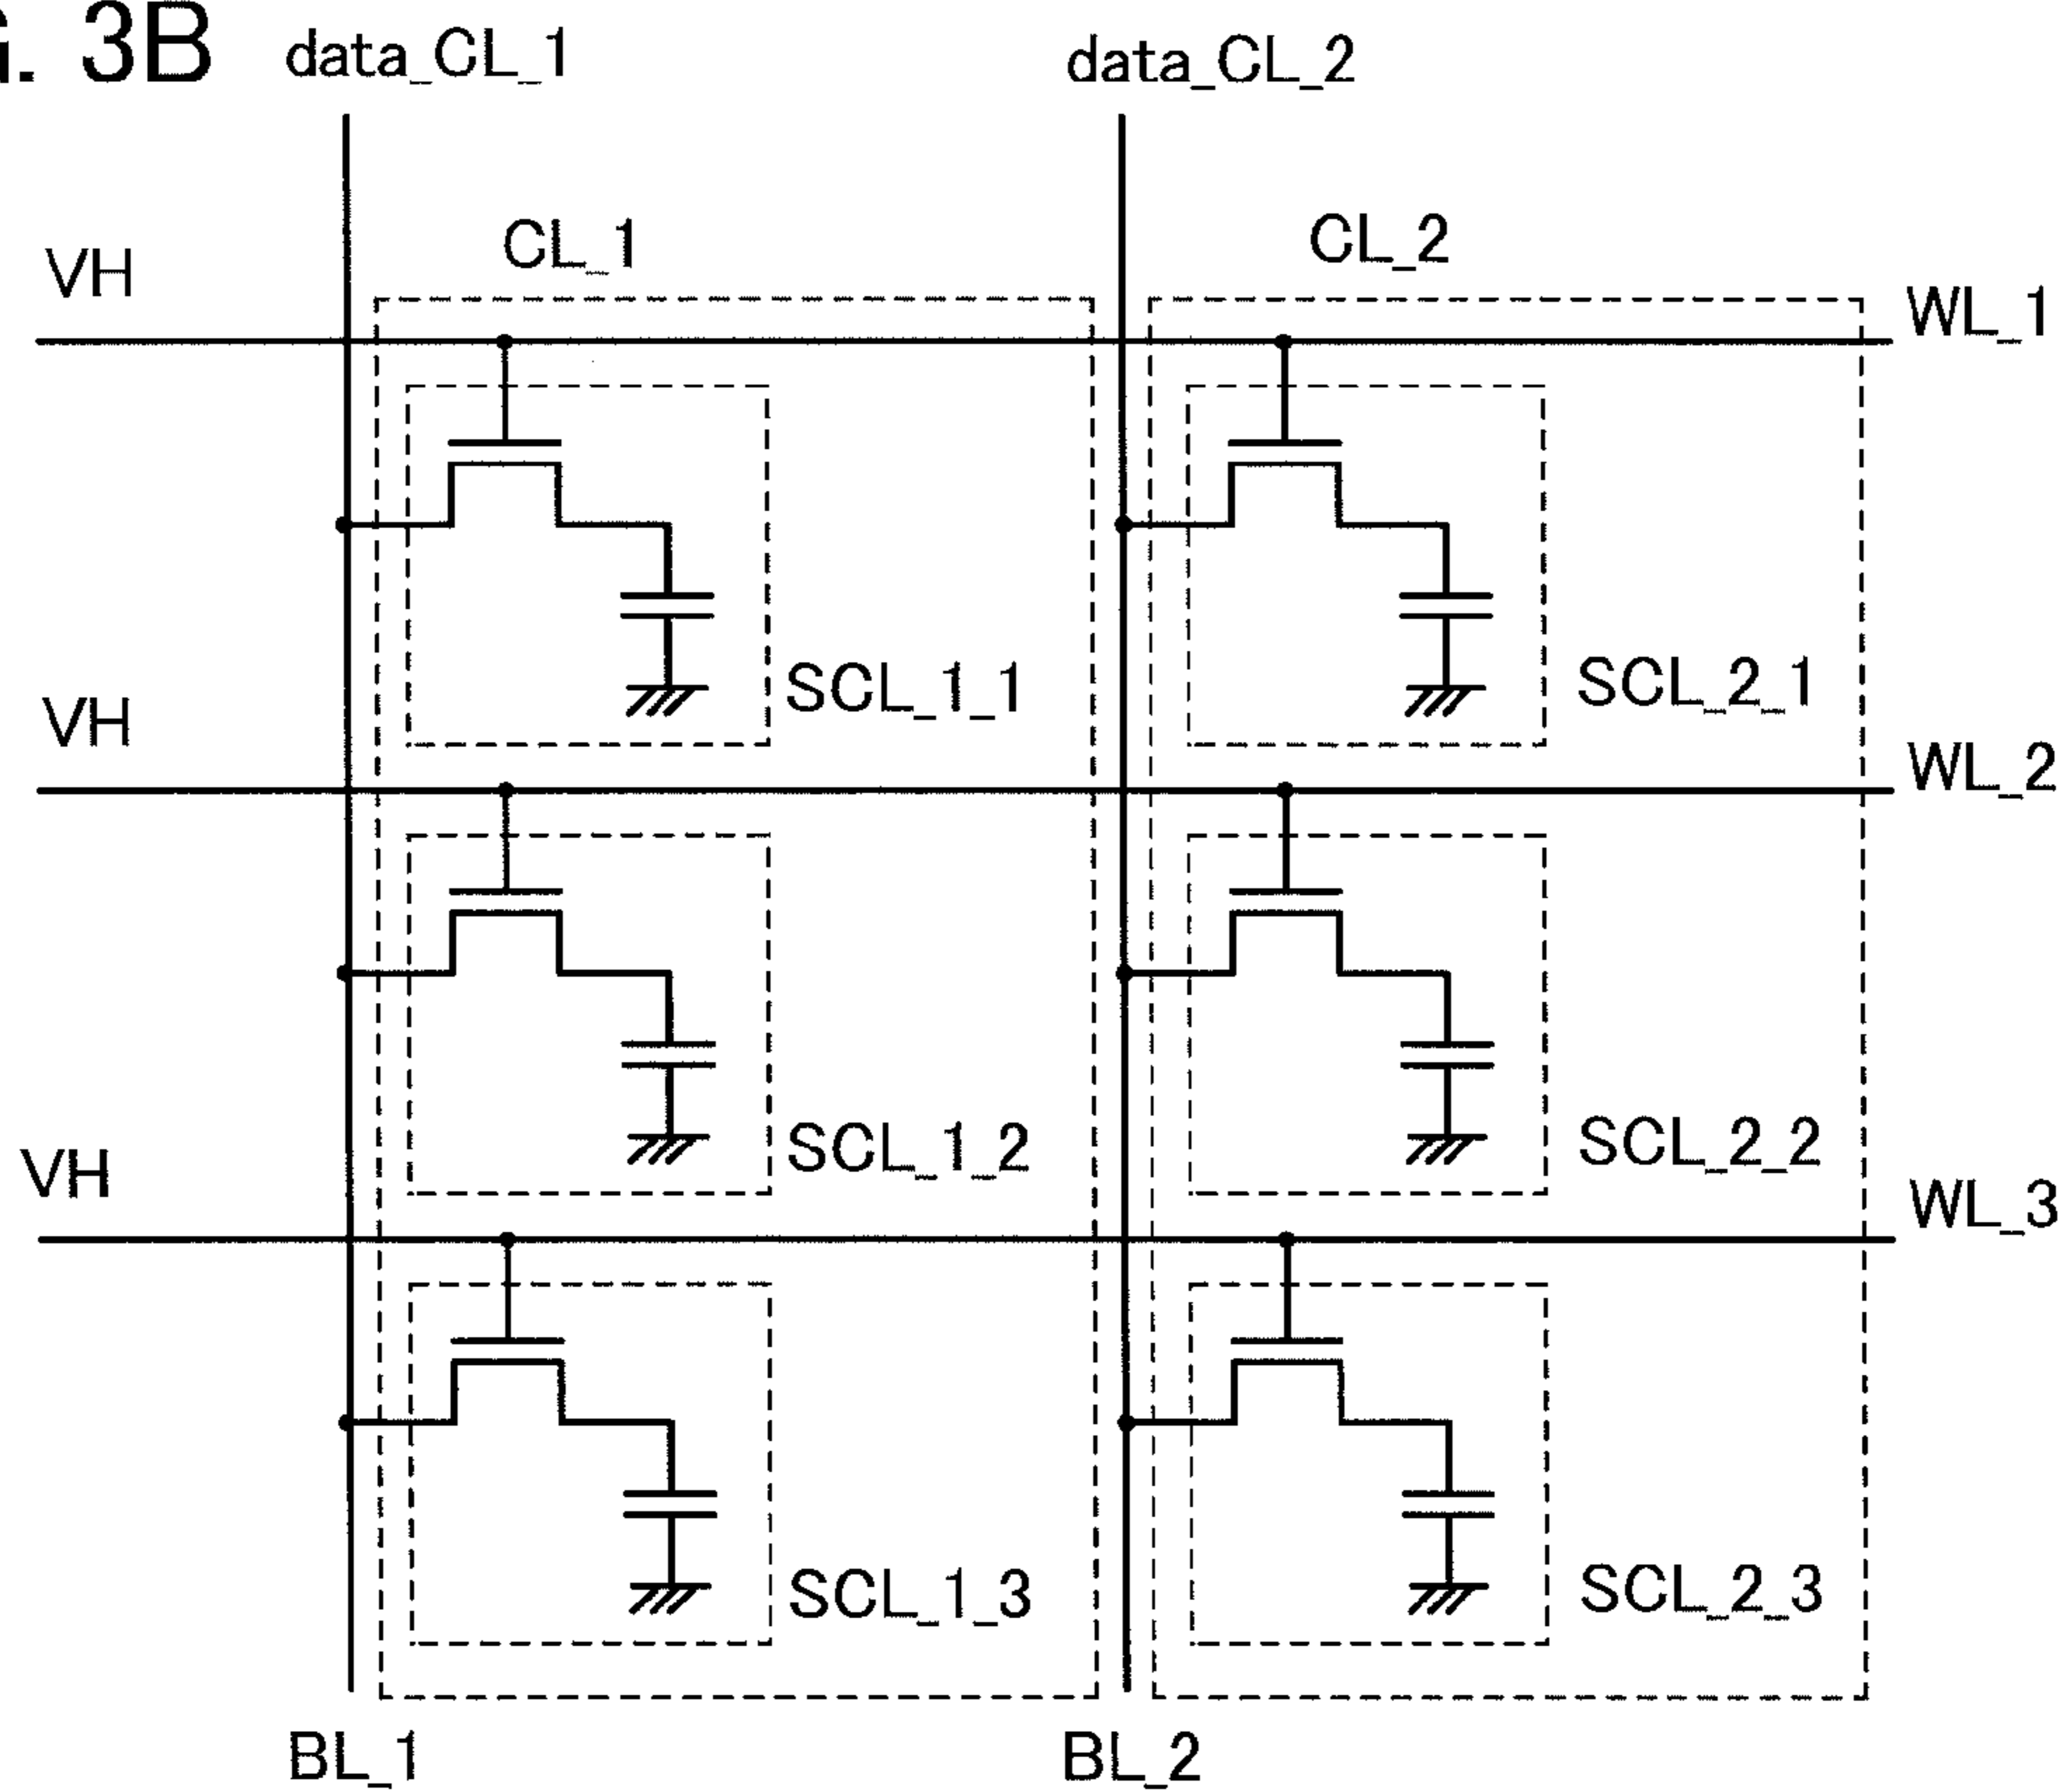 . 3B
data_CL_1
data_CL_2
CL_1
CL_2
VH
WL_1
SCL_1_1
SCL_2_1
VH
WL_2
SCL_1_2
SCL_2_2
VH
WL_3
SCL_1_3
SCL_2_3
BL_1
BL_2